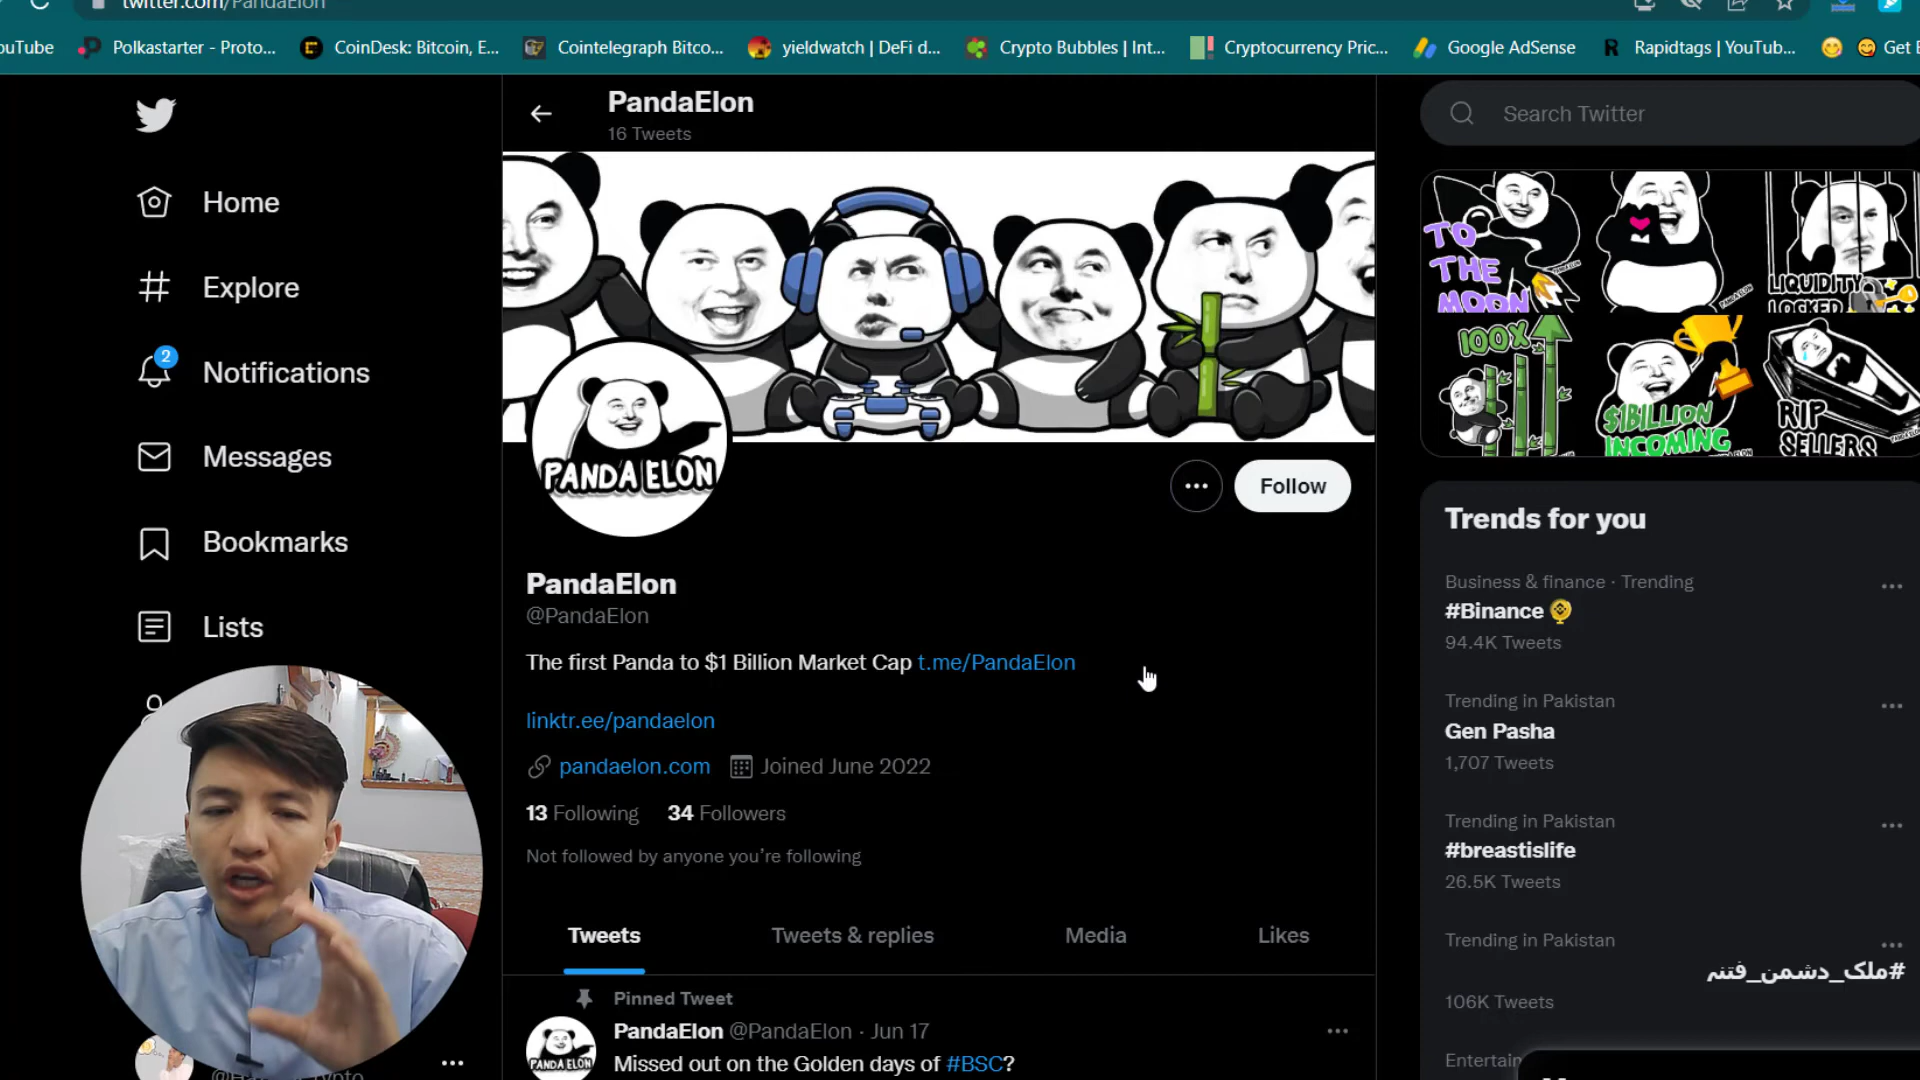 twitter.com/PandaElon
ouTube
Polkastarter - Proto...
CoinDesk: Bitcoin, E...
Cointelegraph Bitco...
yieldwatch | DeFi d...
Crypto Bubbles | Int...
Cryptocurrency Pric...
Google AdSense
Rapidtags | YouTub...
Get
Home
Explore
2
Notifications
Messages
Bookmarks
Lists
PandaElon
16 Tweets
PANDA ELON
Follow
PandaElon
@PandaElon
The first Panda to $1 Billion Market Cap t.me/PandaElon
linktr.ee/pandaelon
pandaelon.com
Joined June 2022
13 Following 34 Followers
Not followed by anyone you’re following
Tweets
Tweets & replies
Media
Likes
Pinned Tweet
PANDA ELON
PandaElon @PandaElon · Jun 17
Missed out on the Golden days of #BSC?
Search Twitter
TO
THE
MOON
LIQUIDITY
LOCKED
100X
$1BILLION
INCOMING
RIP
SELLERS
Trends for you
Business & finance · Trending
#Binance
94.4K Tweets
Trending in Pakistan
Gen Pasha
1,707 Tweets
Trending in Pakistan
#breastislife
26.5K Tweets
Trending in Pakistan
#ملک_دشمن_فتنہ
106K Tweets
Entertain